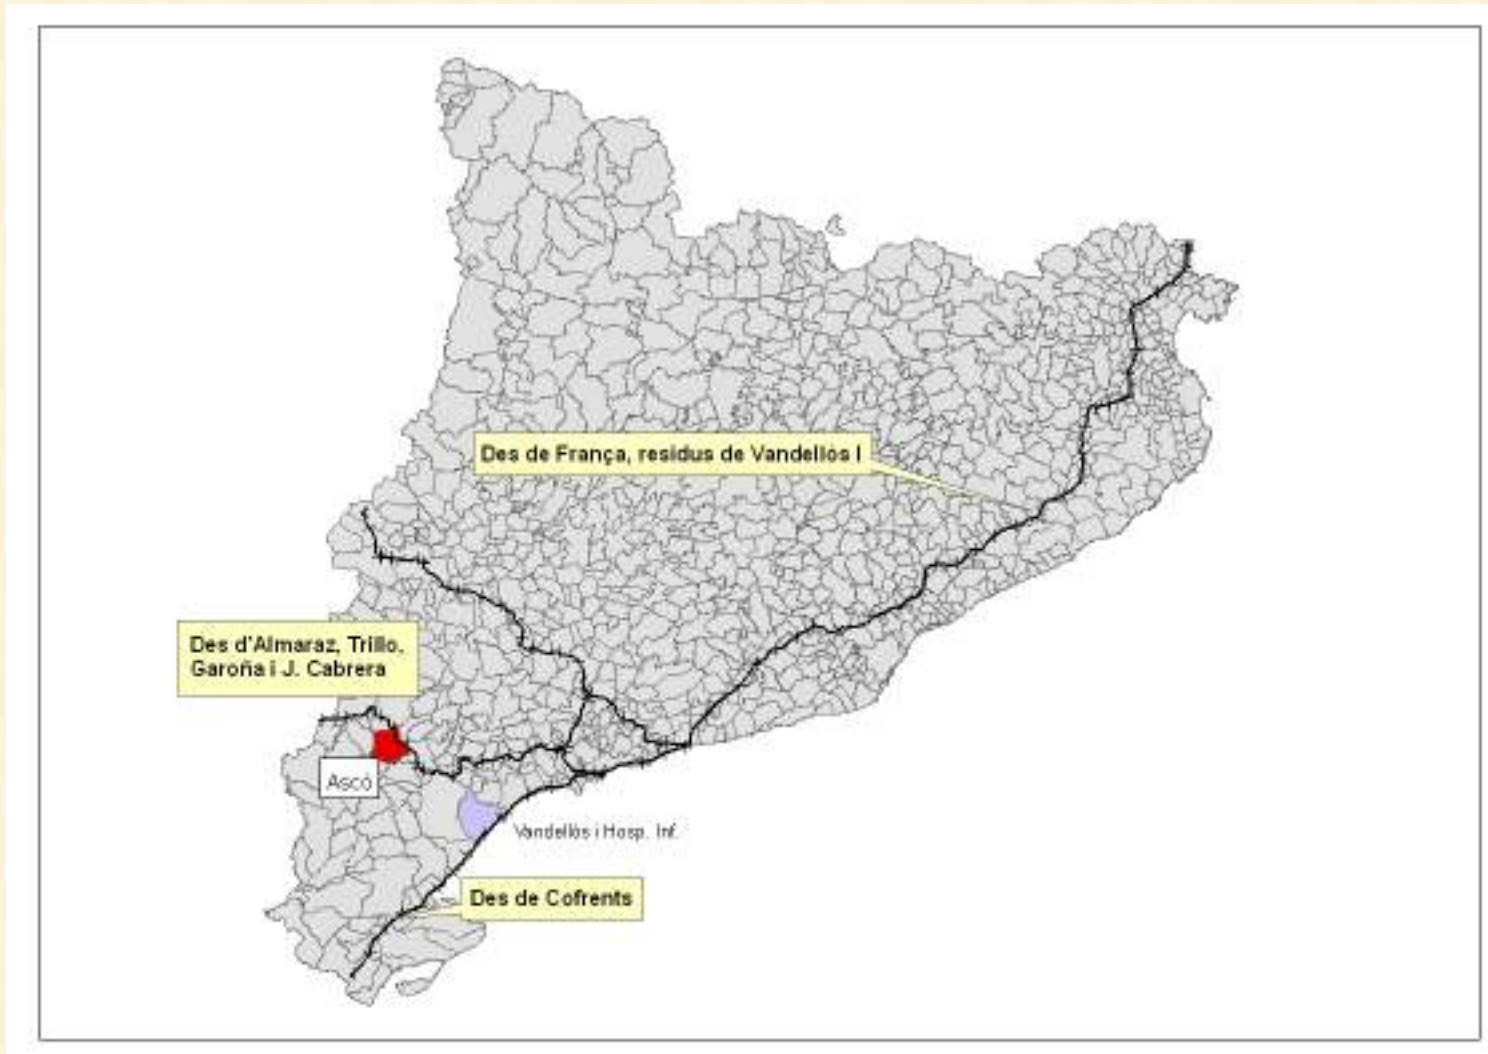 Des de França, residus de Vandellòs I
Des d'Almaraz, Trillo,
Garoña i J. Cabrera
Ascó
Vandellòs i Hosp. Inf.
Des de Cofrents